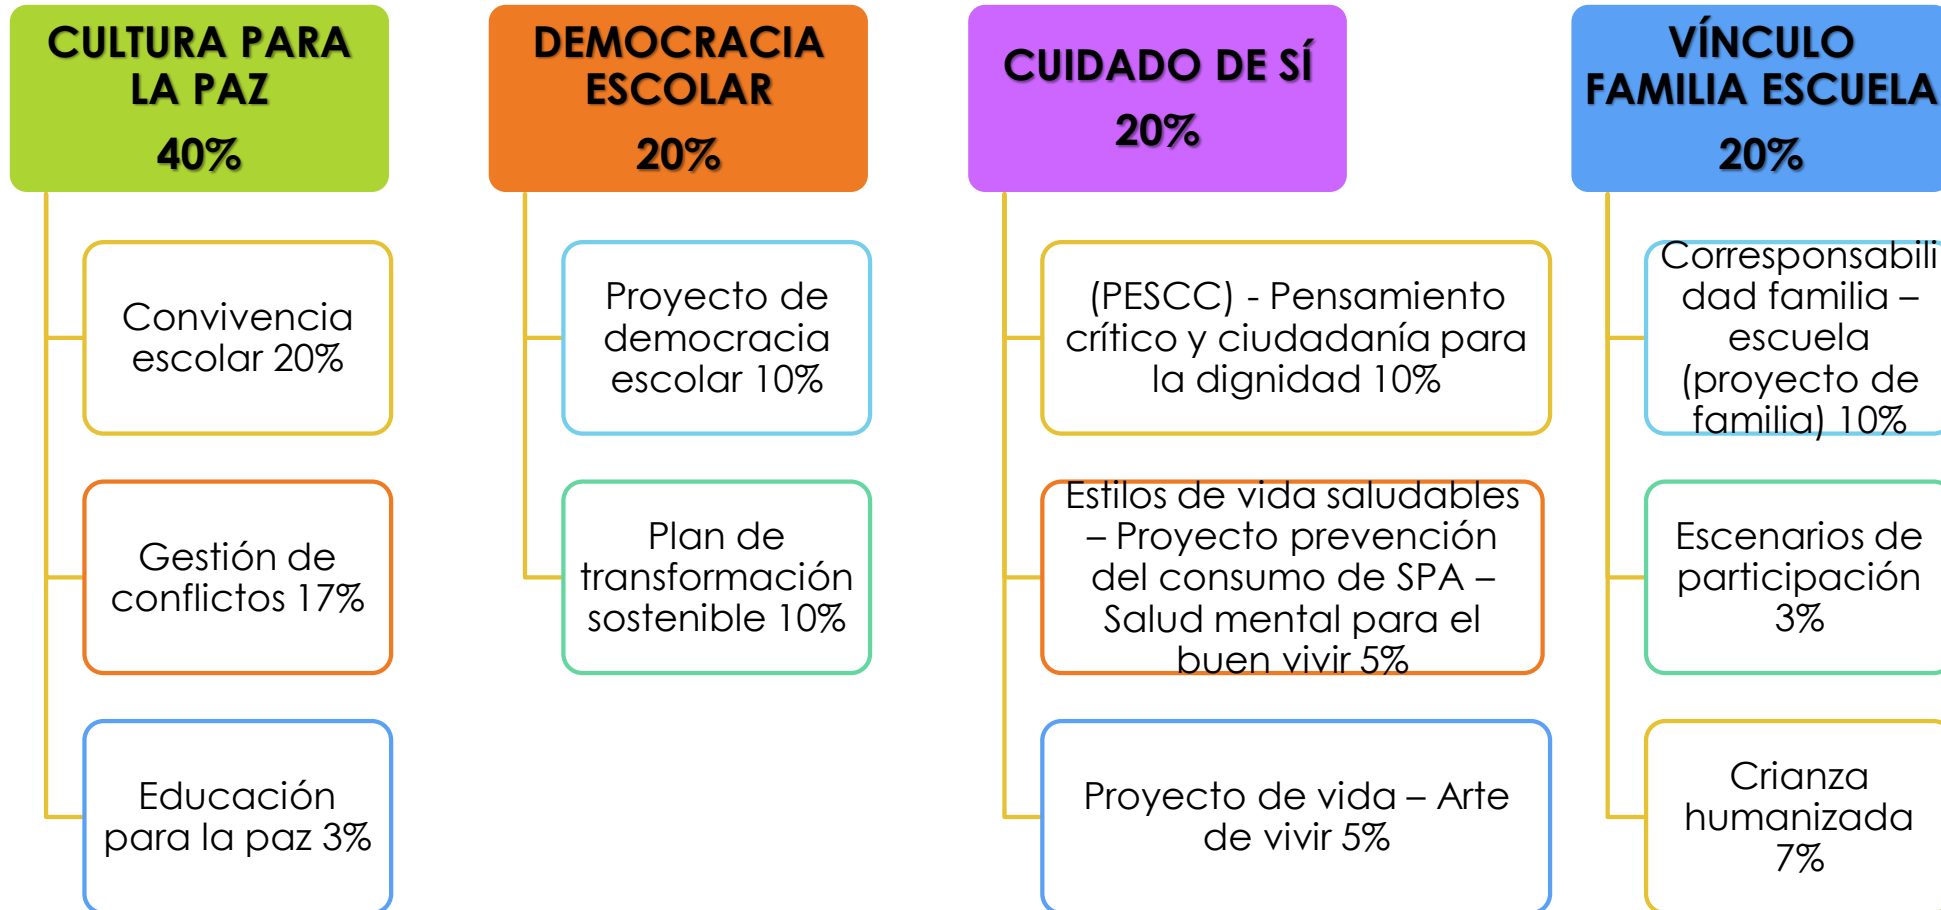 CULTURA PARA
LA PAZ
40%
Convivencia
escolar 20%
Gestión de
conflictos 17%
Educación
para la paz 3%
DEMOCRACIA
ESCOLAR
20%
Proyecto de
democracia
escolar 10%
Plan de
transformación
sostenible 10%
CUIDADO DE SÍ
20%
(PESCC) - Pensamiento
crítico y ciudadanía para
la dignidad 10%
Estilos de vida saludables
– Proyecto prevención
del consumo de SPA –
Salud mental para el
buen vivir 5%
Proyecto de vida – Arte
de vivir 5%
VÍNCULO
FAMILIA ESCUELA
20%
Corresponsabili
dad familia –
escuela
(proyecto de
familia) 10%
Escenarios de
participación
3%
Crianza
humanizada
7%